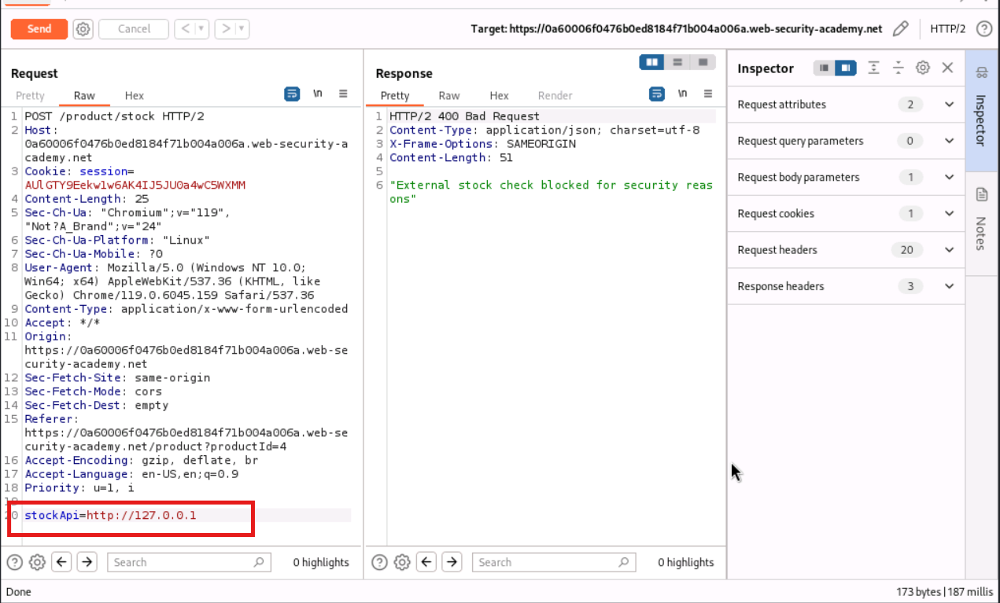 Send
Cancel
Target: https://0a60006f0476b0ed8184f71b004a006a.web-security-academy.net
HTTP/2
Request
Pretty
Raw
Hex
\n
1 POST /product/stock HTTP/2
2 Host:
0a60006f0476b0ed8184f71b004a006a.web-security-a
cademy.net
3 Cookie: session=
AUlGTY9Eekw1w6AK4IJ5JU0a4wC5WXMM
4 Content-Length: 25
5 Sec-Ch-Ua: "Chromium";v="119",
"Not?A_Brand";v="24"
6 Sec-Ch-Ua-Platform: "Linux"
7 Sec-Ch-Ua-Mobile: ?0
8 User-Agent: Mozilla/5.0 (Windows NT 10.0;
Win64; x64) AppleWebKit/537.36 (KHTML, like
Gecko) Chrome/119.0.6045.159 Safari/537.36
9 Content-Type: application/x-www-form-urlencoded
10 Accept: */*
11 Origin:
https://0a60006f0476b0ed8184f71b004a006a.web-se
curity-academy.net
12 Sec-Fetch-Site: same-origin
13 Sec-Fetch-Mode: cors
14 Sec-Fetch-Dest: empty
15 Referer:
https://0a60006f0476b0ed8184f71b004a006a.web-se
curity-academy.net/product?productId=4
16 Accept-Encoding: gzip, deflate, br
17 Accept-Language: en-US,en;q=0.9
18 Priority: u=1, i
19
20 stockApi=http://127.0.0.1
Search
0 highlights
Response
Pretty
Raw
Hex
Render
\n
1 HTTP/2 400 Bad Request
2 Content-Type: application/json; charset=utf-8
3 X-Frame-Options: SAMEORIGIN
4 Content-Length: 51
5
6 "External stock check blocked for security reas
ons"
Search
0 highlights
Inspector
Request attributes 2
Request query parameters 0
Request body parameters 1
Request cookies 1
Request headers 20
Response headers 3
Inspector
Notes
Done
173 bytes | 187 millis